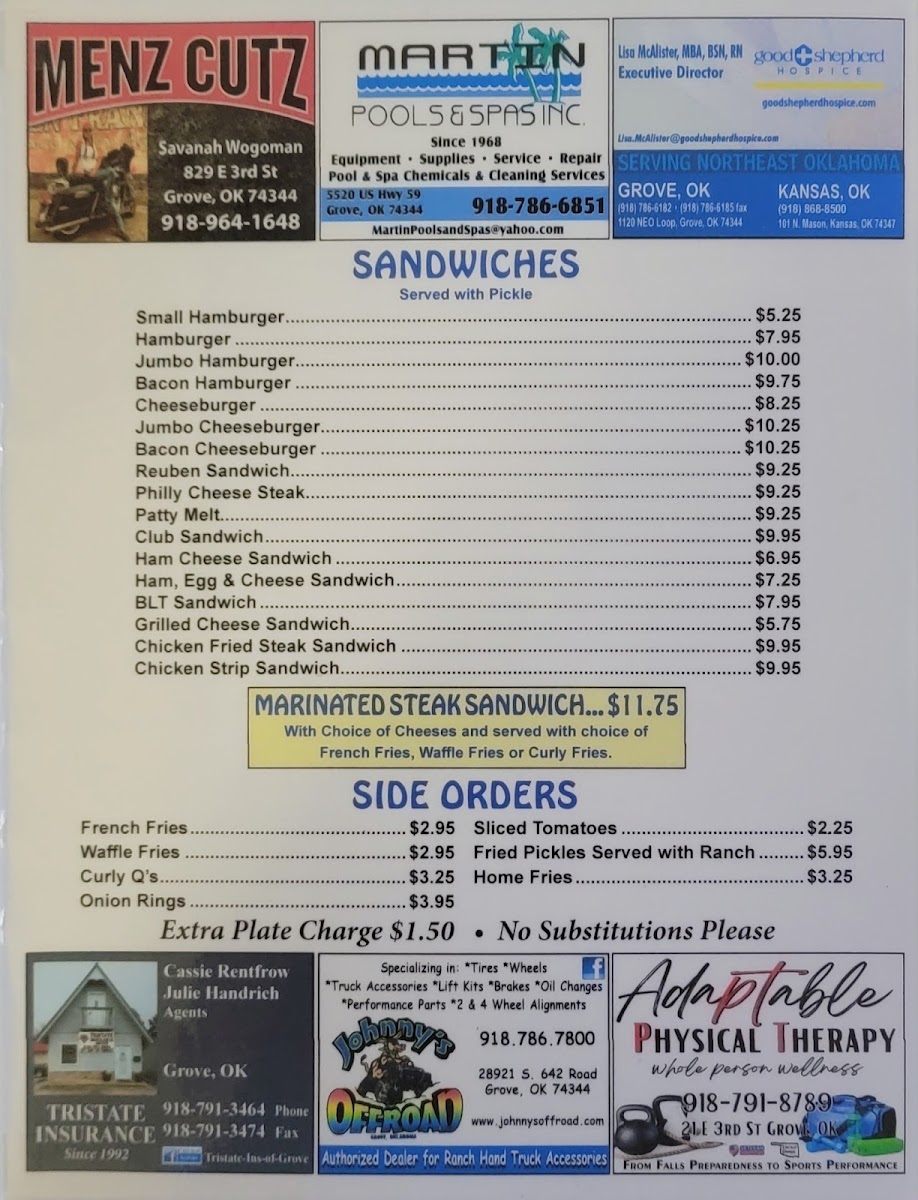 MENZ CUTZ
Savanah Wogoman
829 E 3rd St
Grove, OK 74344
918-964-1648
MARTIN
POOLS & SPAS INC.
Since 1968
Equipment • Supplies • Service • Repair
Pool & Spa Chemicals & Cleaning Services
5520 US Hwy 59
Grove, OK 74344
918-786-6851
MartinPoolsandSpas@yahoo.com
Lisa McAlister, MBA, BSN, RN
Executive Director
good shepherd
HOSPICE
goodshepherdhospice.com
Lisa.McAlister@goodshepherdhospice.com
SERVING NORTHEAST OKLAHOMA
GROVE, OK
(918) 786-6182 • (918) 786-6185 fax
1120 NEO Loop, Grove, OK 74344
KANSAS, OK
(918) 868-8500
101 N. Mason, Kansas, OK 74347
SANDWICHES
Served with Pickle
Small Hamburger $5.25
Hamburger $7.95
Jumbo Hamburger $10.00
Bacon Hamburger $9.75
Cheeseburger $8.25
Jumbo Cheeseburger $10.25
Bacon Cheeseburger $10.25
Reuben Sandwich $9.25
Philly Cheese Steak $9.25
Patty Melt $9.25
Club Sandwich $9.95
Ham Cheese Sandwich $6.95
Ham, Egg & Cheese Sandwich $7.25
BLT Sandwich $7.95
Grilled Cheese Sandwich $5.75
Chicken Fried Steak Sandwich $9.95
Chicken Strip Sandwich $9.95
MARINATED STEAK SANDWICH... $11.75
With Choice of Cheeses and served with choice of
French Fries, Waffle Fries or Curly Fries.
SIDE ORDERS
French Fries $2.95
Waffle Fries $2.95
Curly Q's $3.25
Onion Rings $3.95
Sliced Tomatoes $2.25
Fried Pickles Served with Ranch $5.95
Home Fries $3.25
Extra Plate Charge $1.50 • No Substitutions Please
Cassie Rentfrow
Julie Handrich
Agents
Grove, OK
TRISTATE
INSURANCE
Since 1992
918-791-3464 Phone
918-791-3474 Fax
Tristate-Ins-of-Grove
Specializing in: *Tires *Wheels
*Truck Accessories *Lift Kits *Brakes *Oil Changes
*Performance Parts *2 & 4 Wheel Alignments
Johnny's
OFFROAD
GROVE, OKLAHOMA
918.786.7800
28921 S. 642 Road
Grove, OK 74344
www.johnnysoffroad.com
Authorized Dealer for Ranch Hand Truck Accessories
Adaptable
PHYSICAL THERAPY
whole person wellness
918-791-8789
21 E 3RD ST GROVE, OK
FROM FALLS PREPAREDNESS TO SPORTS PERFORMANCE